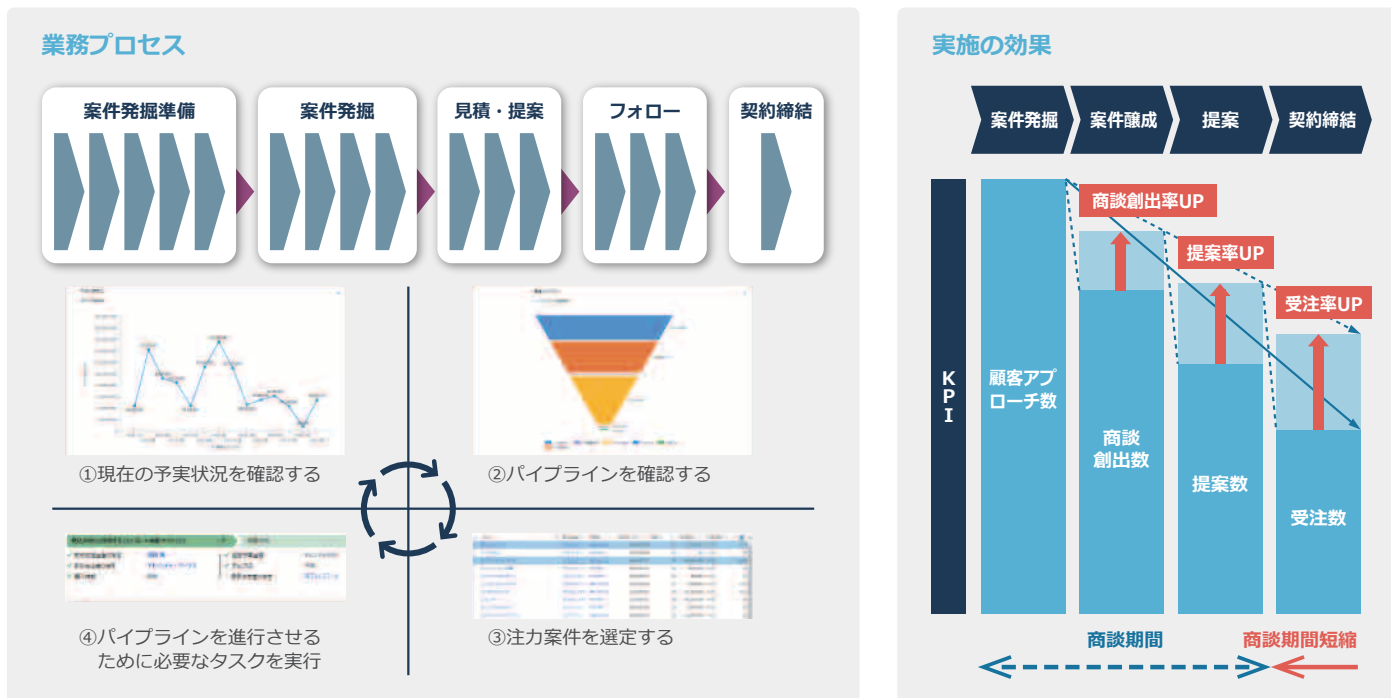 業務プロセス
案件発掘準備
案件発掘
見積・提案
フォロー
契約締結
①現在の予実状況を確認する
②パイプラインを確認する
④パイプラインを進行させる
ために必要なタスクを実行
③注力案件を選定する
実施の効果
案件発掘
案件醸成
提案
契約締結
商談創出率UP
提案率UP
受注率UP
KPI
顧客アプ
ローチ数
商談
創出数
提案数
受注数
商談期間
商談期間短縮